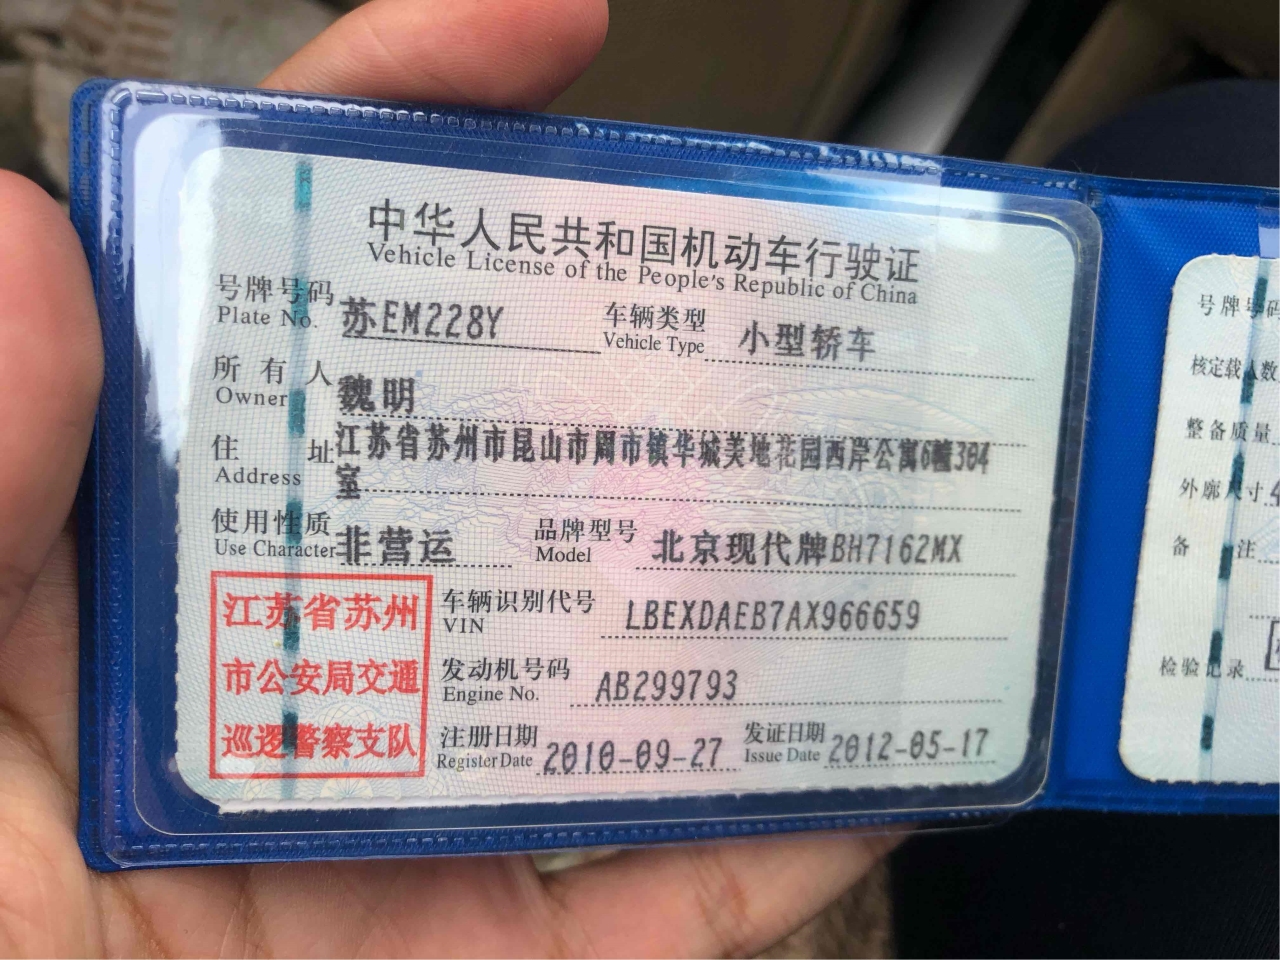 中华人民共和国机动车行驶证
Vehicle License of the People's Republic of China
号牌号码 苏EM228Y 车辆类型 小型轿车
Plate No. Vehicle Type
所有人 魏明
Owner
住址 江苏省苏州市昆山市周市镇华城美地花园西岸公寓6幢304
室
Address
使用性质 非营运 品牌型号 北京现代牌BH7162MX
Use Character Model
江苏省苏州
市公安局交通
巡逻警察支队
车辆识别代号 LBEXDAEB7AX966659
VIN
发动机号码 AB299793
Engine No.
注册日期 2010-09-27 发证日期 2012-05-17
Register Date Issue Date
号牌号码
核定载人数
整备质量
外廓尺寸
备注
检验记录